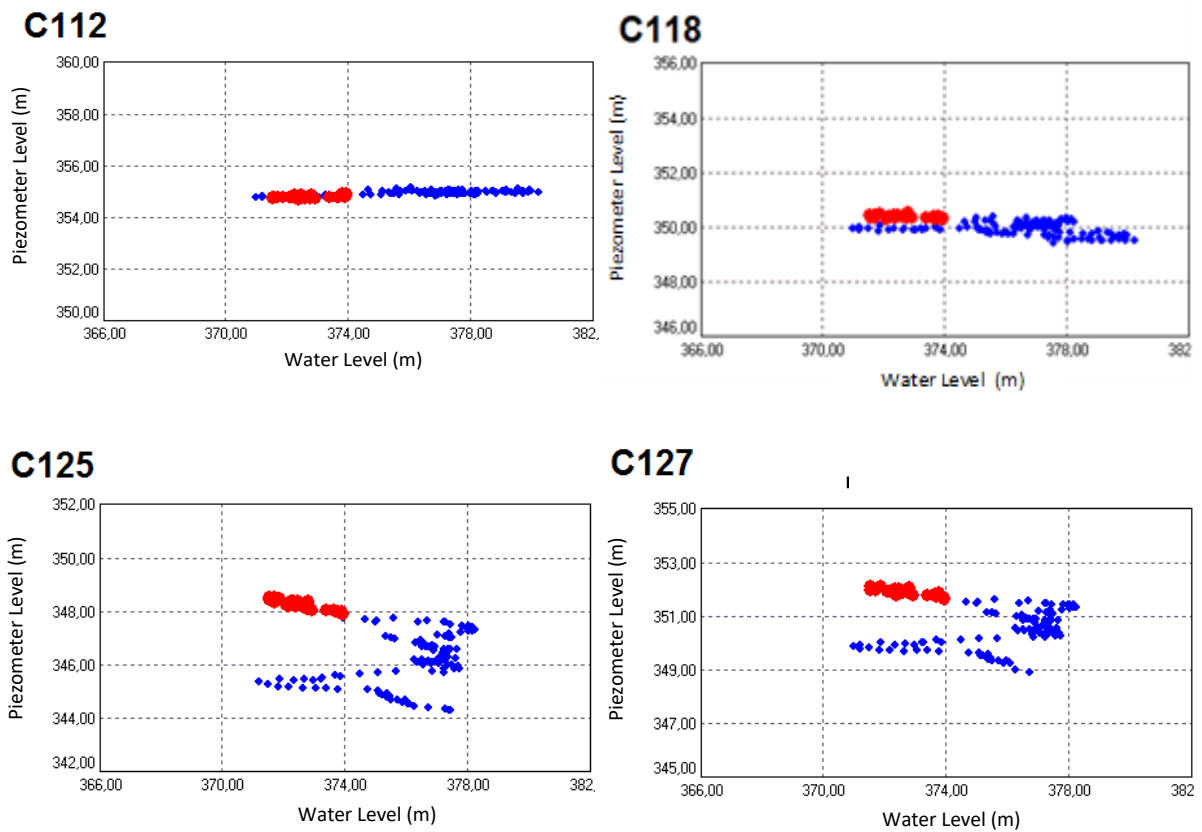 C112
360,00
358,00
356,00
354,00
352,00
350,00
Piezometer Level (m)
366,00 370,00 374,00 378,00 382,
Water Level (m)
C118
356,00
354,00
352,00
350,00
348,00
346,00
Piezometer Level (m)
366,00 370,00 374,00 378,00 382
Water Level (m)
C125
352,00
350,00
348,00
346,00
344,00
342,00
Piezometer Level (m)
366,00 370,00 374,00 378,00 382,
Water Level (m)
C127
355,00
353,00
351,00
349,00
347,00
345,00
Piezometer Level (m)
366,00 370,00 374,00 378,00 382,
Water Level (m)